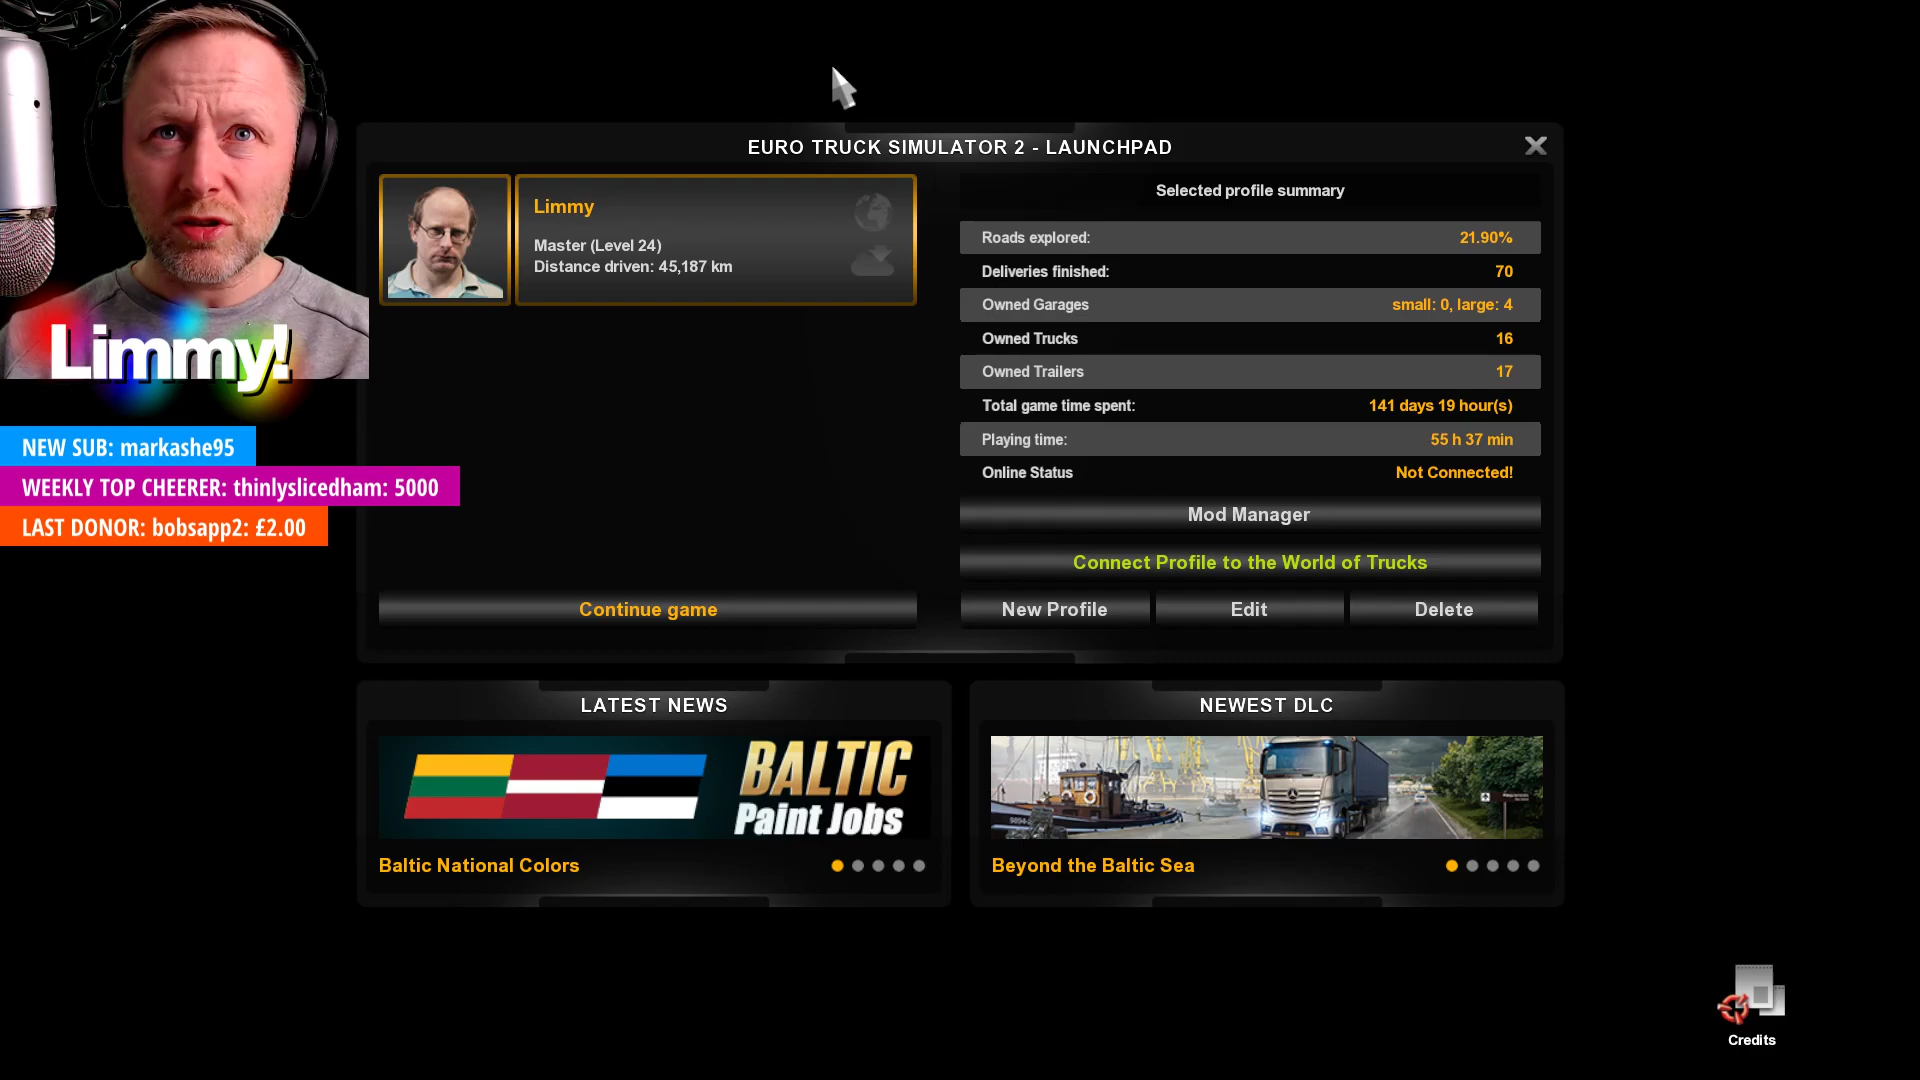 Limmy!
NEW SUB: markashe95
WEEKLY TOP CHEERER: thinlyslicedham: 5000
LAST DONOR: bobsapp2: £2.00
EURO TRUCK SIMULATOR 2 - LAUNCHPAD
Limmy
Master (Level 24)
Distance driven: 45,187 km
Continue game
Selected profile summary
Roads explored: 21.90%
Deliveries finished: 70
Owned Garages small: 0, large: 4
Owned Trucks 16
Owned Trailers 17
Total game time spent: 141 days 19 hour(s)
Playing time: 55 h 37 min
Online Status Not Connected!
Mod Manager
Connect Profile to the World of Trucks
New Profile Edit Delete
LATEST NEWS
BALTIC
Paint Jobs
Baltic National Colors
NEWEST DLC
Beyond the Baltic Sea
Credits